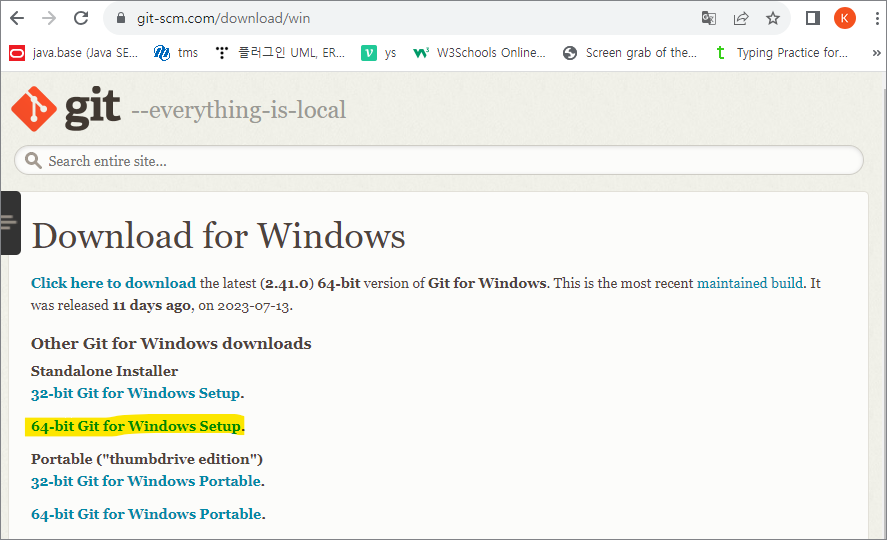 git-scm.com/download/win
K
java.base (Java SE... tms 플러그인 UML, ER... ys W3Schools Online... Screen grab of the... Typing Practice for... »
git --everything-is-local
Search entire site...
Download for Windows
Click here to download the latest (2.41.0) 64-bit version of Git for Windows. This is the most recent maintained build. It
was released 11 days ago, on 2023-07-13.
Other Git for Windows downloads
Standalone Installer
32-bit Git for Windows Setup.
64-bit Git for Windows Setup.
Portable ("thumbdrive edition")
32-bit Git for Windows Portable.
64-bit Git for Windows Portable.